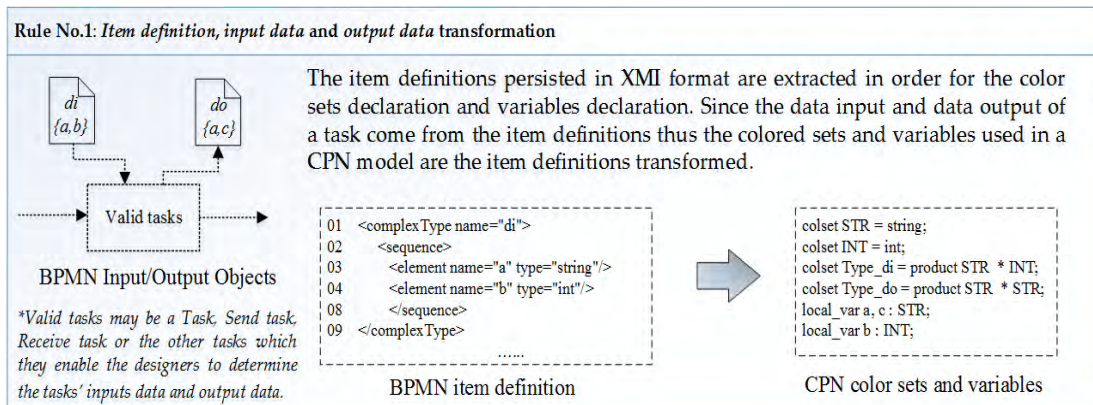 Rule No.1: Item definition, input data and output data transformation
di
{a,b}
do
{a,c}
Valid tasks
BPMN Input/Output Objects
*Valid tasks may be a Task, Send task,
Receive task or the other tasks which
they enable the designers to determine
the tasks' inputs data and output data.
The item definitions persisted in XMI format are extracted in order for the color
sets declaration and variables declaration. Since the data input and data output of
a task come from the item definitions thus the colored sets and variables used in a
CPN model are the item definitions transformed.
01 <complexType name="di">
02 <sequence>
03 <element name="a" type="string"/>
04 <element name="b" type="int"/>
08 </sequence>
09 </complexType>
......
BPMN item definition
colset STR = string;
colset INT = int;
colset Type_di = product STR * INT;
colset Type_do = product STR * STR;
local_var a, c : STR;
local_var b : INT;
CPN color sets and variables